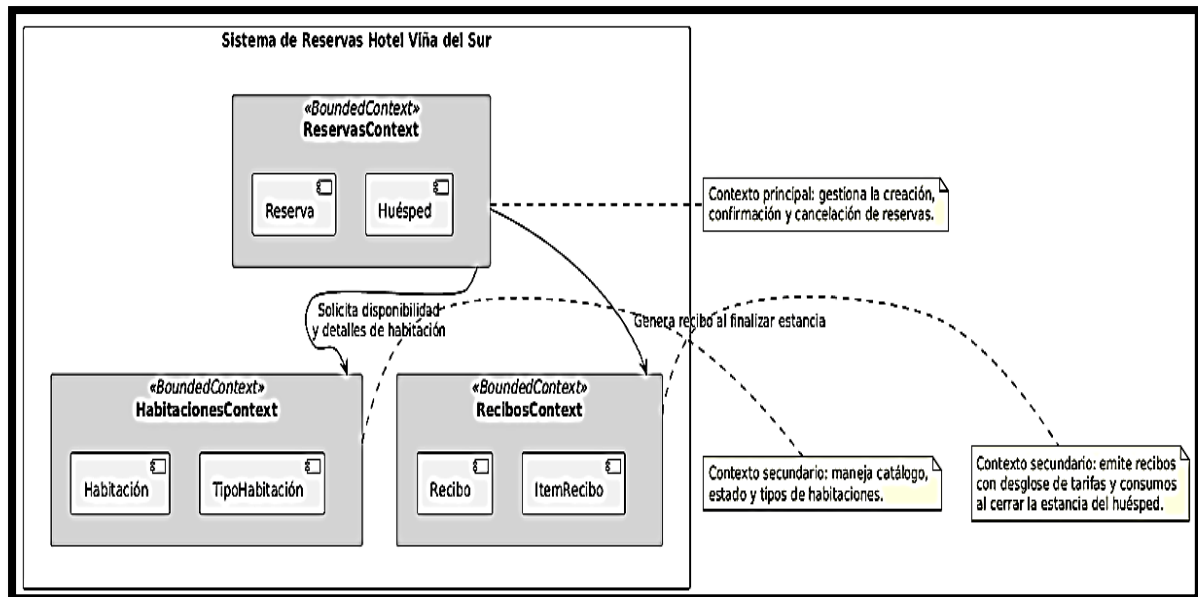 Sistema de Reservas Hotel Viña del Sur
«BoundedContext»
ReservasContext
Reserva
Huésped
Contexto principal: gestiona la creación,
confirmación y cancelación de reservas.
Solicita disponibilidad
y detalles de habitación
Genera recibo al finalizar estancia
«BoundedContext»
HabitacionesContext
Habitación
TipoHabitación
«BoundedContext»
RecibosContext
Recibo
ItemRecibo
Contexto secundario: maneja catálogo,
estado y tipos de habitaciones.
Contexto secundario: emite recibos
con desglose de tarifas y consumos
al cerrar la estancia del huésped.